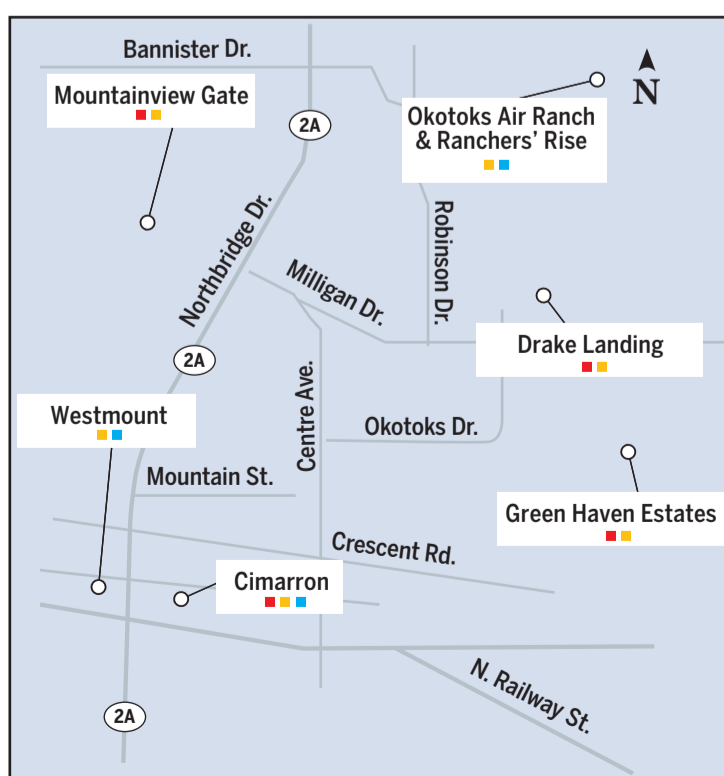 Bannister Dr.
Mountainview Gate
2A
Okotoks Air Ranch
& Ranchers' Rise
N
Northbridge Dr.
Robinson Dr.
Milligan Dr.
2A
Drake Landing
Westmount
Centre Ave.
Okotoks Dr.
Mountain St.
Green Haven Estates
Crescent Rd.
Cimarron
N. Railway St.
2A